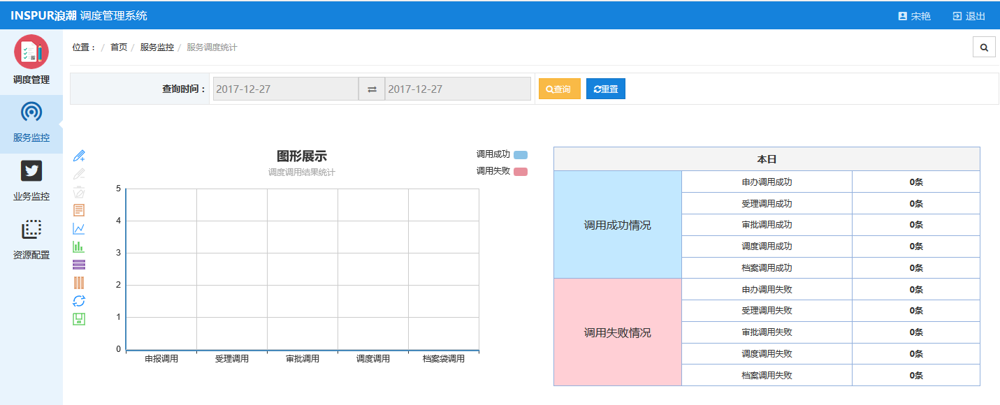 INSPUR浪潮 调度管理系统
宋艳 退出
调度管理
服务监控
业务监控
资源配置
位置： / 首页 / 服务监控 / 服务调度统计
查询时间： 2017-12-27 2017-12-27 查询 重置
图形展示
调度调用结果统计
调用成功
调用失败
5
4
3
2
1
0
申报调用 受理调用 审批调用 调度调用 档案袋调用
本日
调用成功情况
申办调用成功 0条
受理调用成功 0条
审批调用成功 0条
调度调用成功 0条
档案调用成功 0条
调用失败情况
申办调用失败 0条
受理调用失败 0条
审批调用失败 0条
调度调用失败 0条
档案调用失败 0条